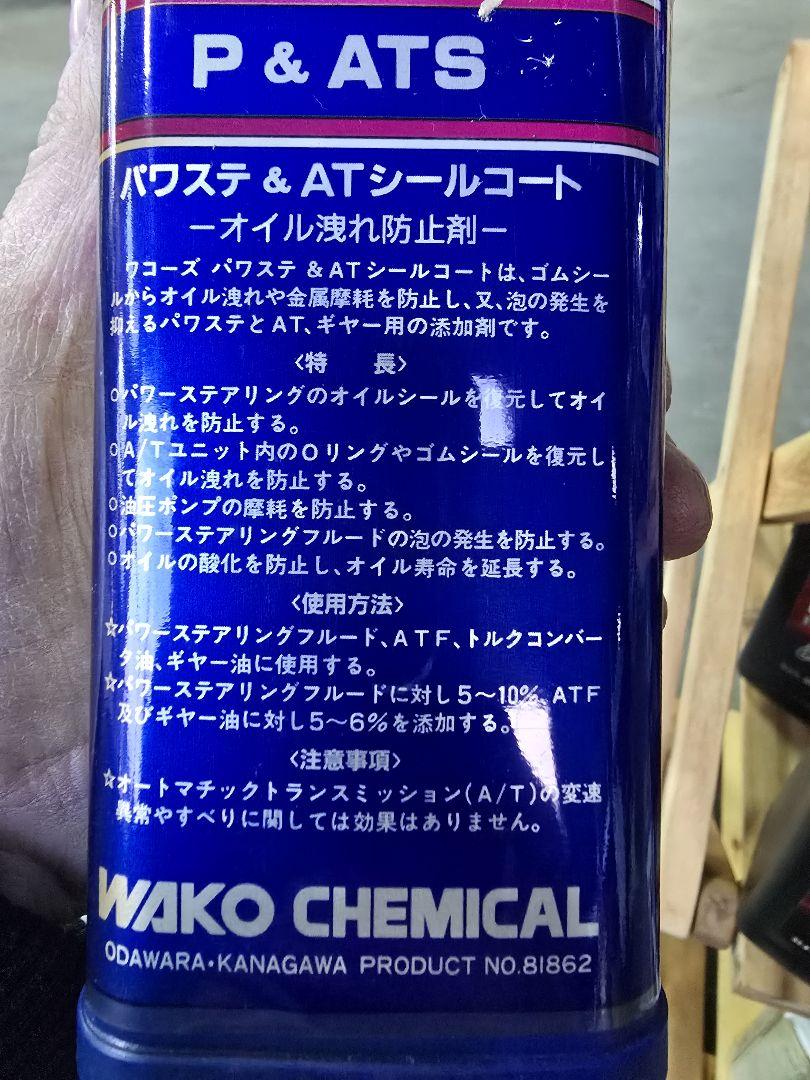 P & ATS
パワステ & ATシールコート
—オイル洩れ防止剤—
ワコーズ パワステ & ATシールコートは、ゴムシー
ルからオイル洩れや金属摩耗を防止し、又、泡の発生を
抑えるパワステとAT、ギヤー用の添加剤です。
〈特 長〉
○パワーステアリングのオイルシールを復元してオイ
ル洩れを防止する。
○A/Tユニット内のOリングやゴムシールを復元し
てオイル洩れを防止する。
○油圧ポンプの摩耗を防止する。
○パワーステアリングフルードの泡の発生を防止する。
○オイルの酸化を防止し、オイル寿命を延長する。
〈使用方法〉
☆パワーステアリングフルード、ATF、トルクコンバー
タ油、ギヤー油に使用する。
☆パワーステアリングフルードに対し5〜10% ATF
及びギヤー油に対し5〜6%を添加する。
〈注意事項〉
☆オートマチックトランスミッション(A/T)の変速
異常やすべりに関しては効果はありません。
WAKO CHEMICAL
ODAWARA・KANAGAWA PRODUCT NO.81862